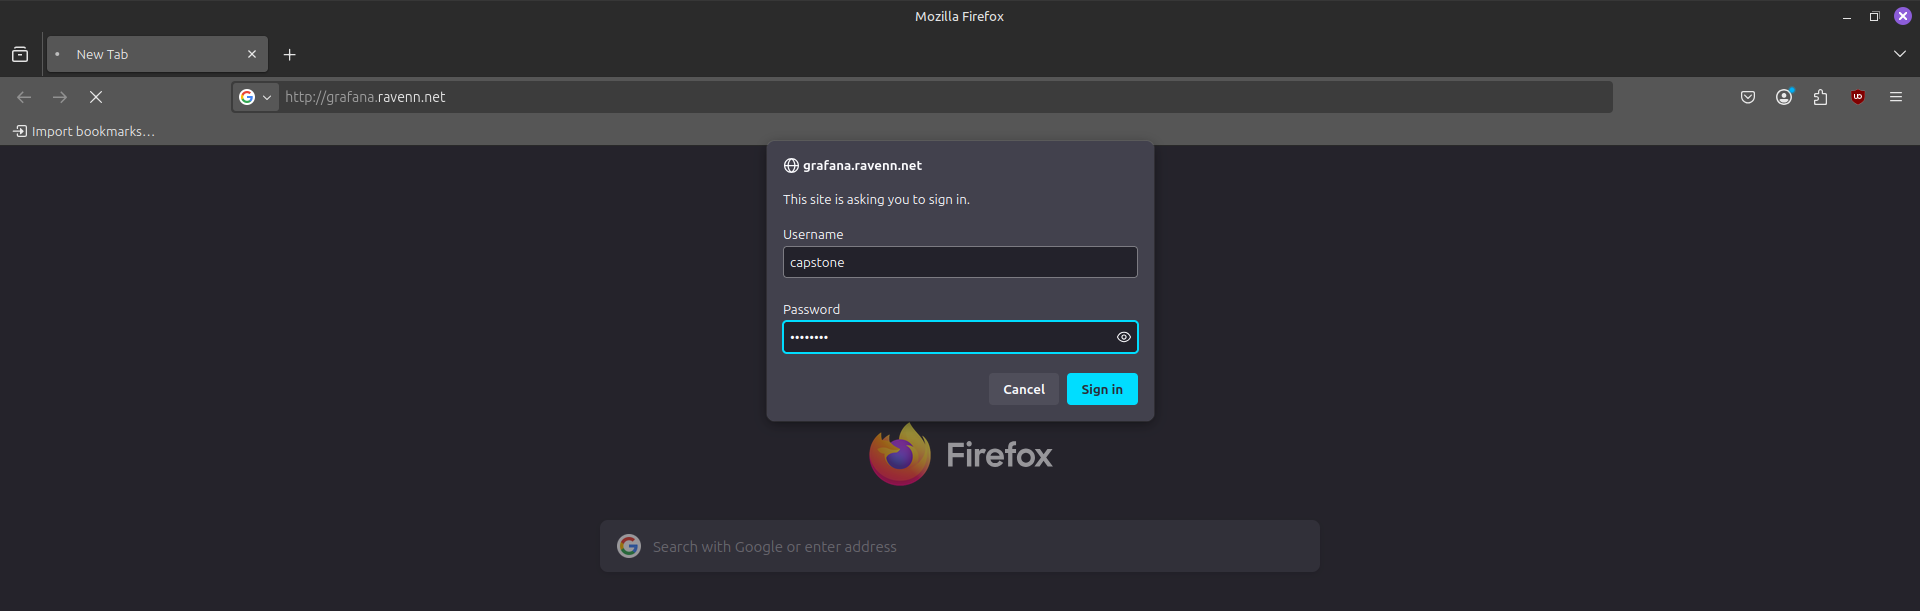 Mozilla Firefox
New Tab
http://grafana.ravenn.net
Import bookmarks…
grafana.ravenn.net
This site is asking you to sign in.
Username
capstone
Password
••••••••
Cancel
Sign in
Firefox
Search with Google or enter address